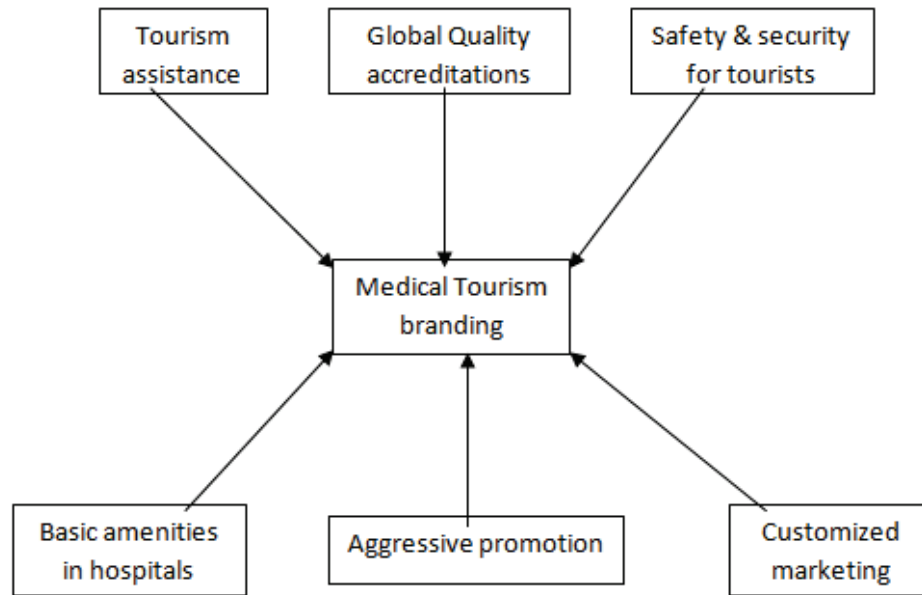 Tourism
assistance
Global Quality
accreditations
Safety & security
for tourists
Medical Tourism
branding
Basic amenities
in hospitals
Aggressive promotion
Customized
marketing